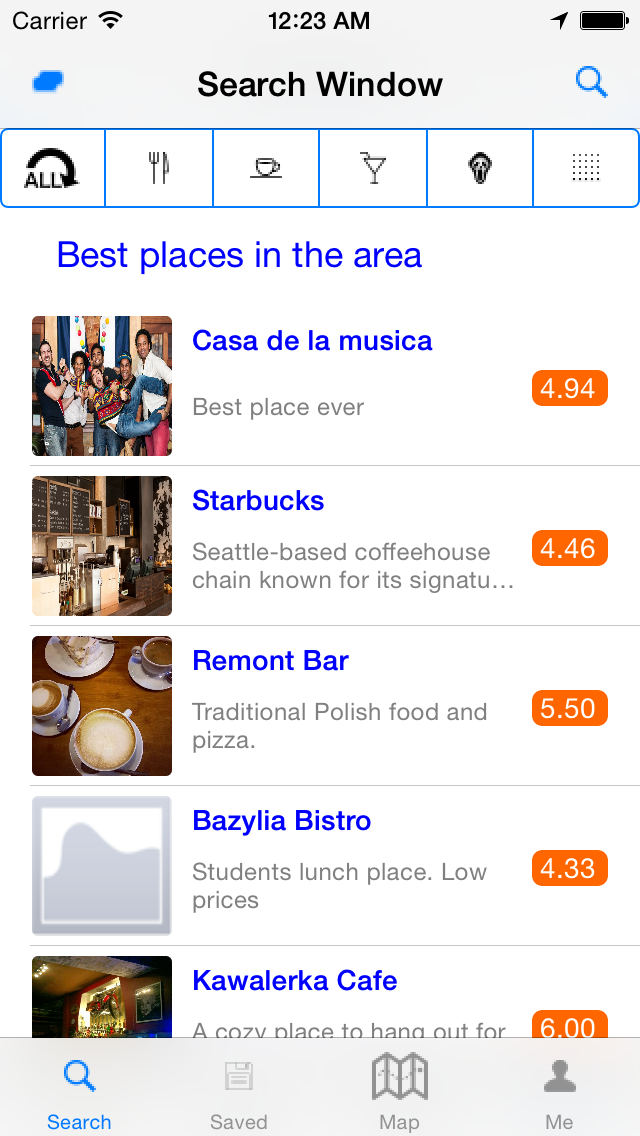 Carrier 12:23 AM
Search Window
ALL
Best places in the area
Casa de la musica
Best place ever
4.94
Starbucks
Seattle-based coffeehouse
chain known for its signatu…
4.46
Remont Bar
Traditional Polish food and
pizza.
5.50
Bazylia Bistro
Students lunch place. Low
prices
4.33
Kawalerka Cafe
A cozy place to hang out for
6.00
Search Saved Map Me